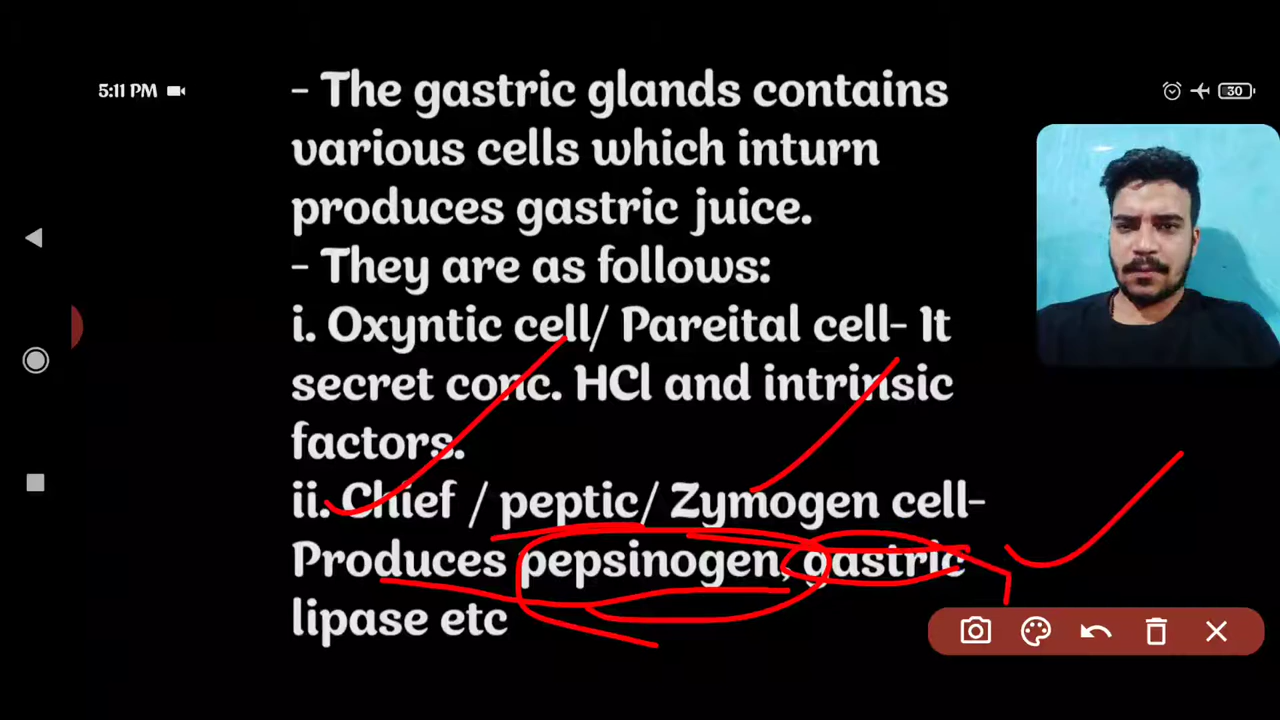 5:11 PM
30
- The gastric glands contains
various cells which inturn
produces gastric juice.
- They are as follows:
i. Oxyntic cell/ Pareital cell- It
secret conc. HCl and intrinsic
factors.
ii. Chief / peptic/ Zymogen cell-
Produces pepsinogen, gastric
lipase etc